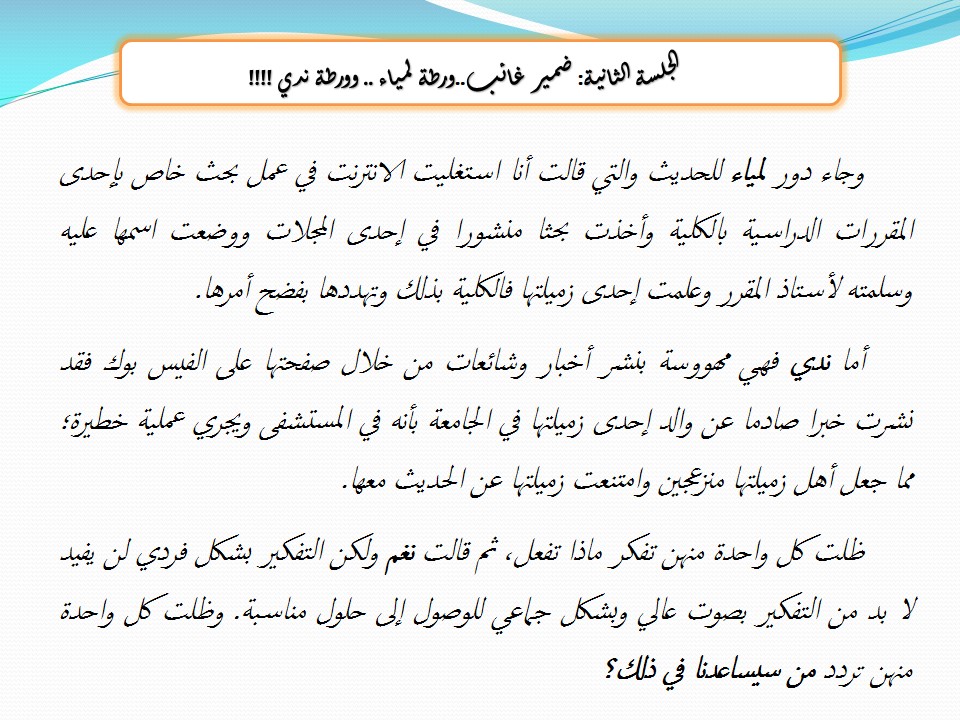 الجلسة الثانية: ضمير غائب..ورطة لمياء .. وورطة ندي !!!!
وجاء دور لمياء للحديث والتي قالت أنا استغليت الانترنت في عمل بحث خاص بإحدى
المقررات الدراسية بالكلية وأخذت بحثا منشورا في إحدى المجلات ووضعت اسمها عليه
وسلمته لأستاذ المقرر وعلمت إحدى زميلتها فالكلية بذلك وتهددها بفضح أمرها.
أما ندي فهي مهووسة بنشر أخبار وشائعات من خلال صفحتها على الفيس بوك فقد
نشرت خبرا صادما عن والد إحدى زميلتها في الجامعة بأنه في المستشفى ويجري عملية خطيرة؛
مما جعل أهل زميلتها منزعجين وامتنعت زميلتها عن الحديث معها.
ظلت كل واحدة منهن تفكر ماذا تفعل، ثم قالت نغم ولكن التفكير بشكل فردي لن يفيد
لا بد من التفكير بصوت عالي وبشكل جماعي للوصول إلى حلول مناسبة. وظلت كل واحدة
منهن تردد من سيساعدنا في ذلك؟